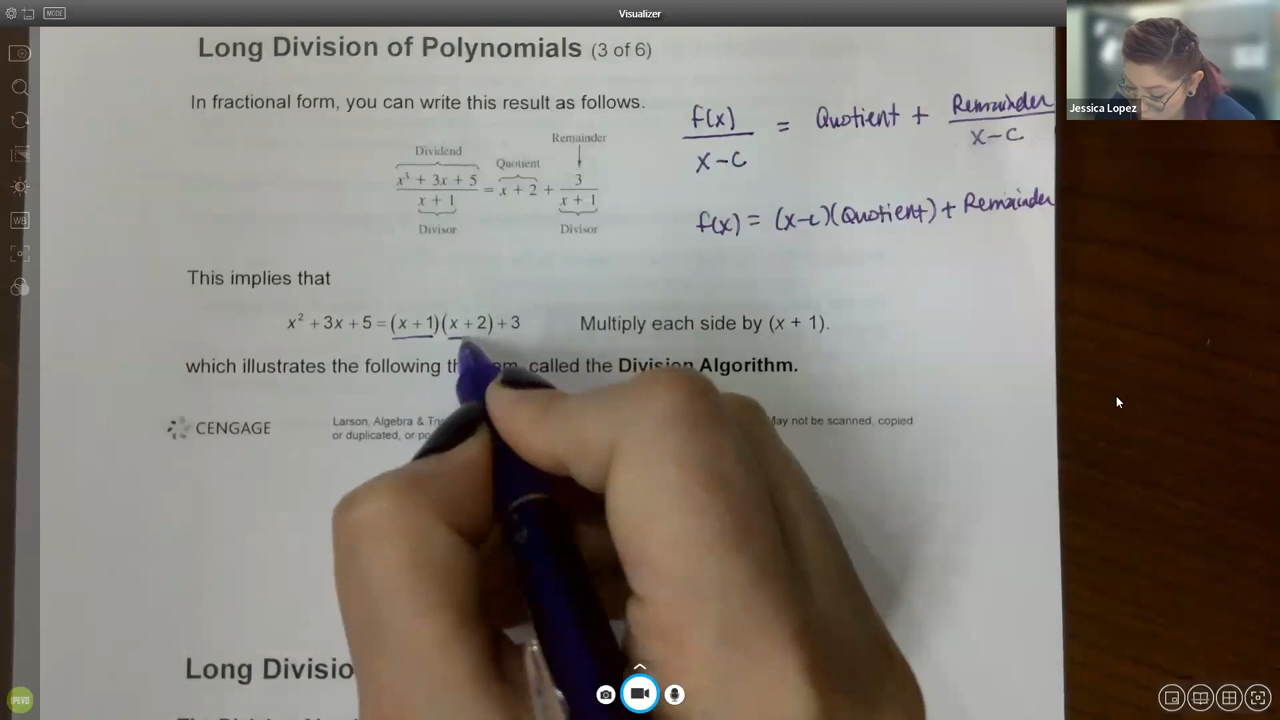 MODE
Visualizer
Long Division of Polynomials (3 of 6)
Jessica Lopez
In fractional form, you can write this result as follows.
f(x) / x-c = Quotient + Remainder / x-c
Remainder
Dividend
Quotient
x³ + 3x + 5 / x + 1 = x + 2 + 3 / x + 1
Divisor
Divisor
f(x) = (x-c)(Quotient) + Remainder
This implies that
x² + 3x + 5 = (x + 1)(x + 2) + 3
Multiply each side by (x + 1).
which illustrates the following called the Division Algorithm.
CENGAGE
Larson, Algebra & May not be scanned, copied
or duplicated, or
WB
Long Divisio
IPEVO